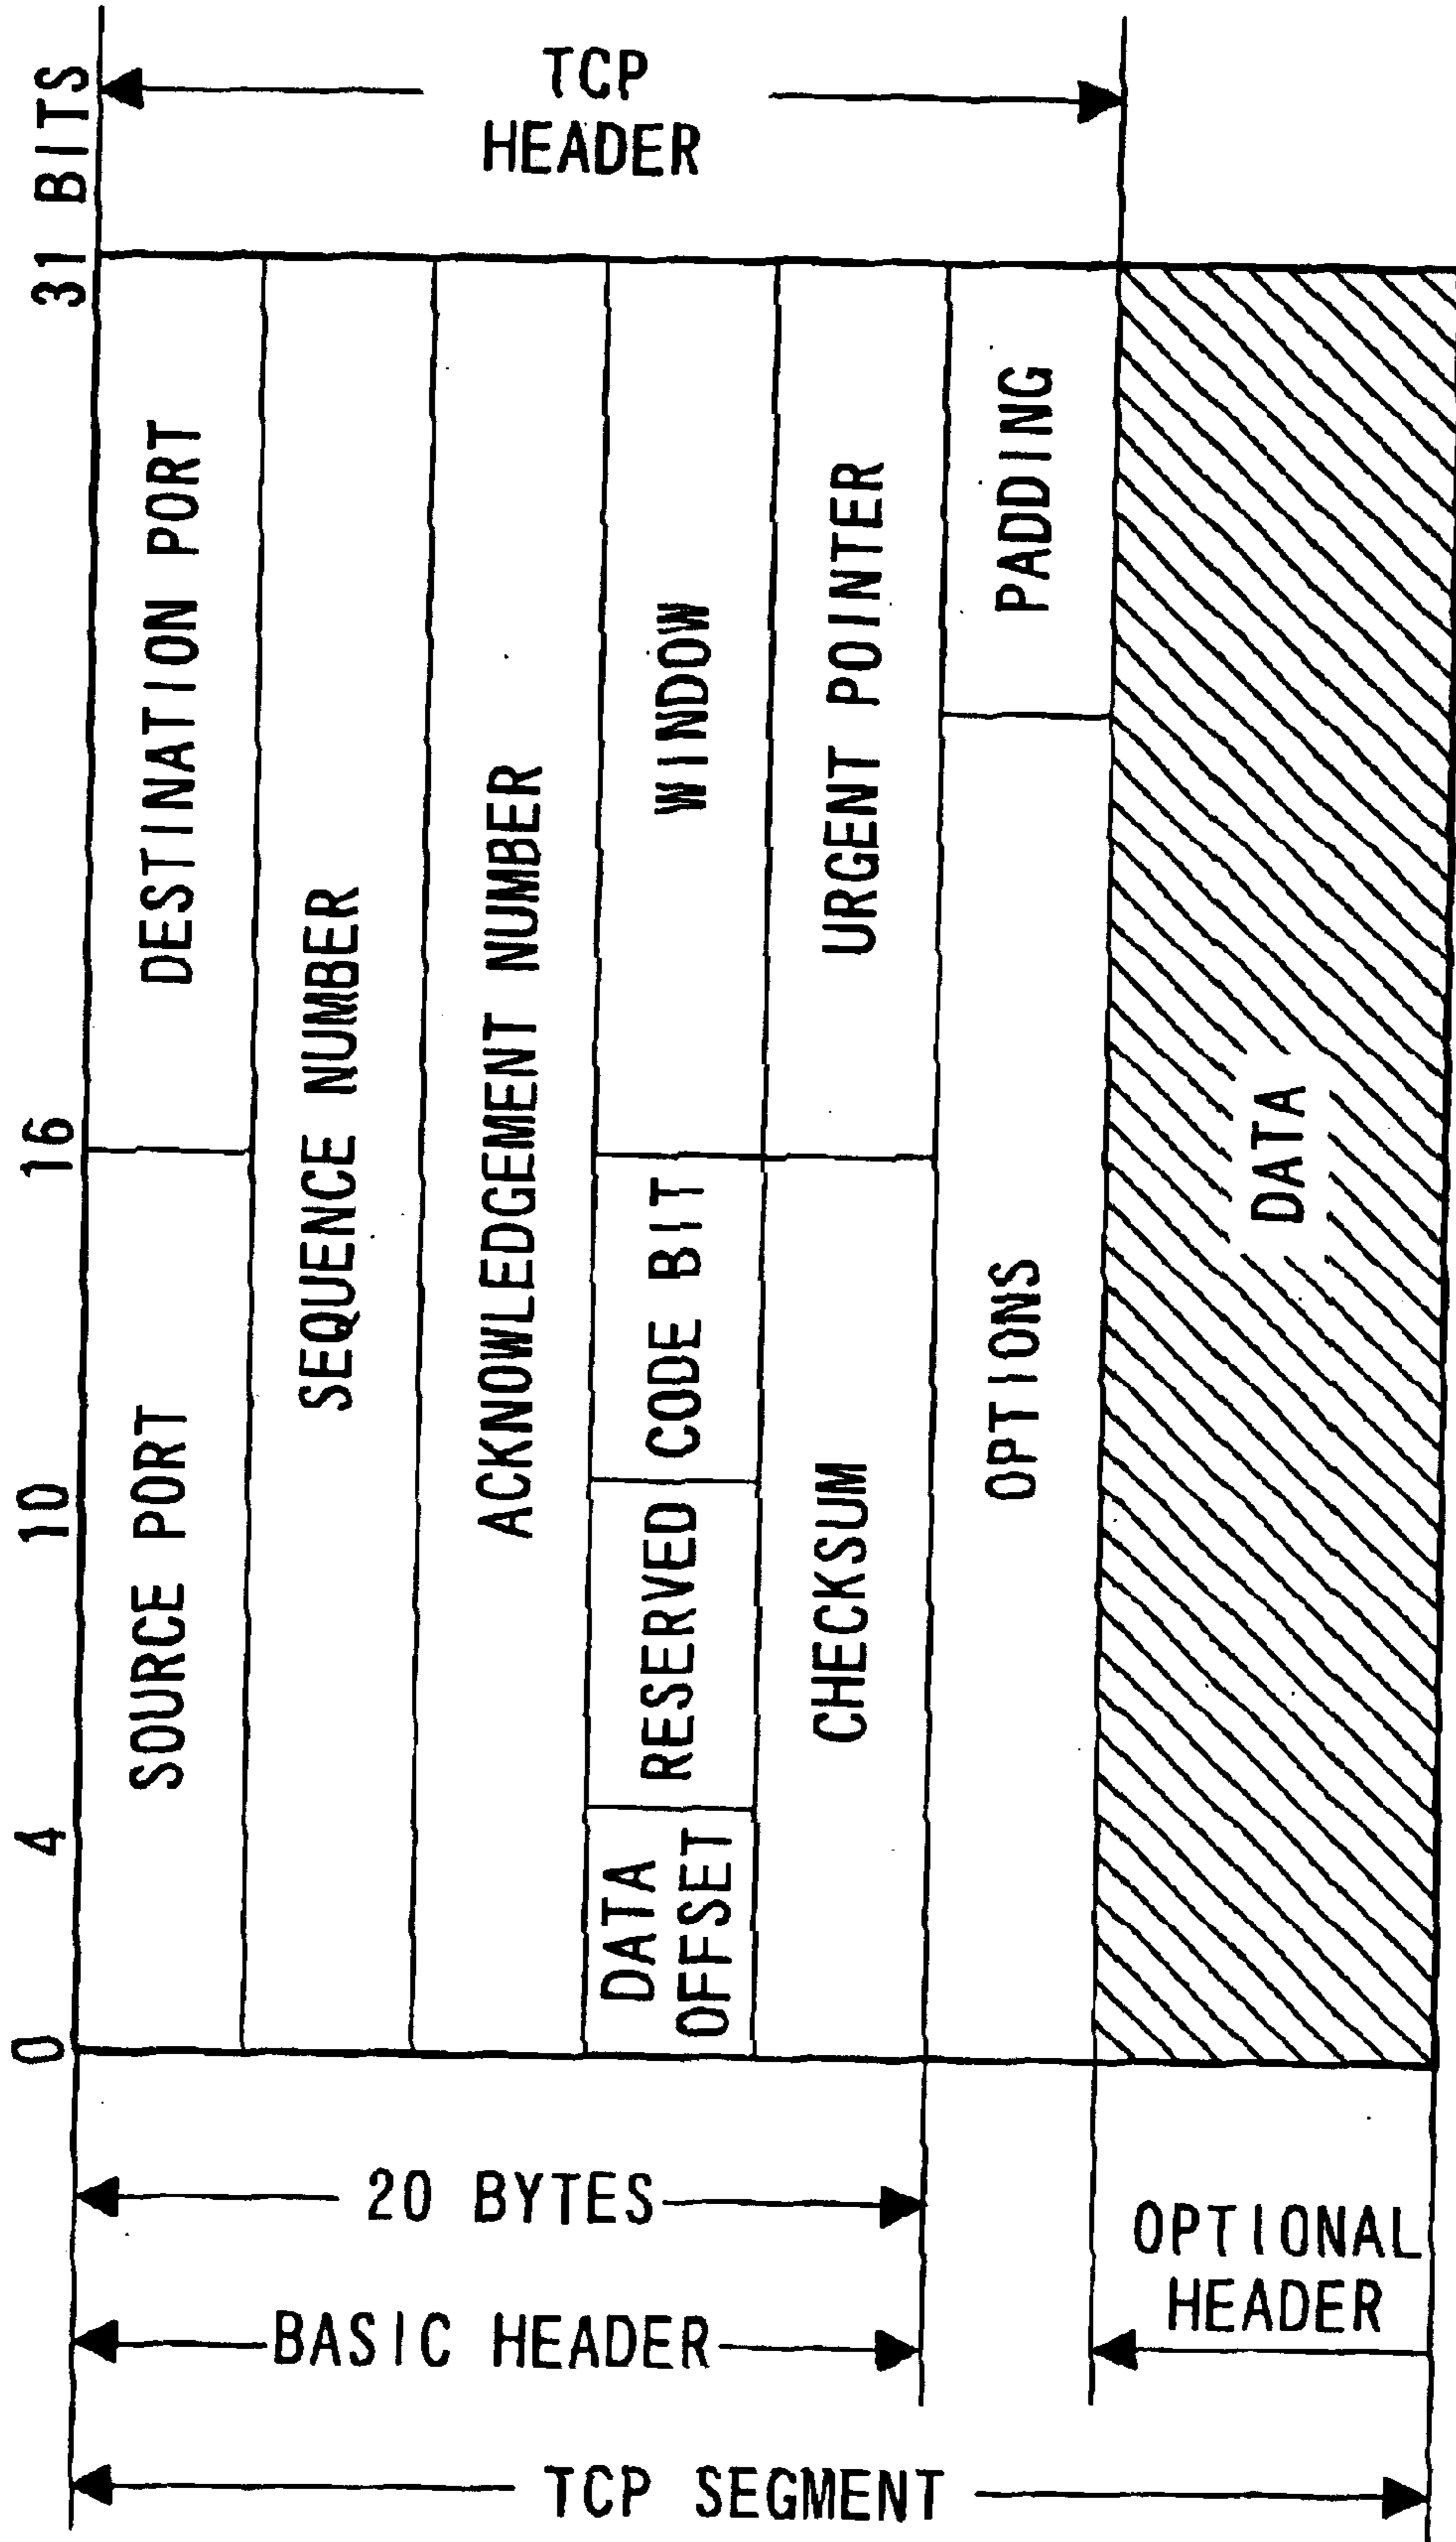 TCP
HEADER
0
4
10
16
31 BITS
SOURCE PORT
DESTINATION PORT
SEQUENCE NUMBER
ACKNOWLEDGEMENT NUMBER
DATA
OFFSET
RESERVED
CODE BIT
WINDOW
CHECKSUM
URGENT POINTER
OPTIONS
PADDING
DATA
20 BYTES
BASIC HEADER
OPTIONAL
HEADER
TCP SEGMENT